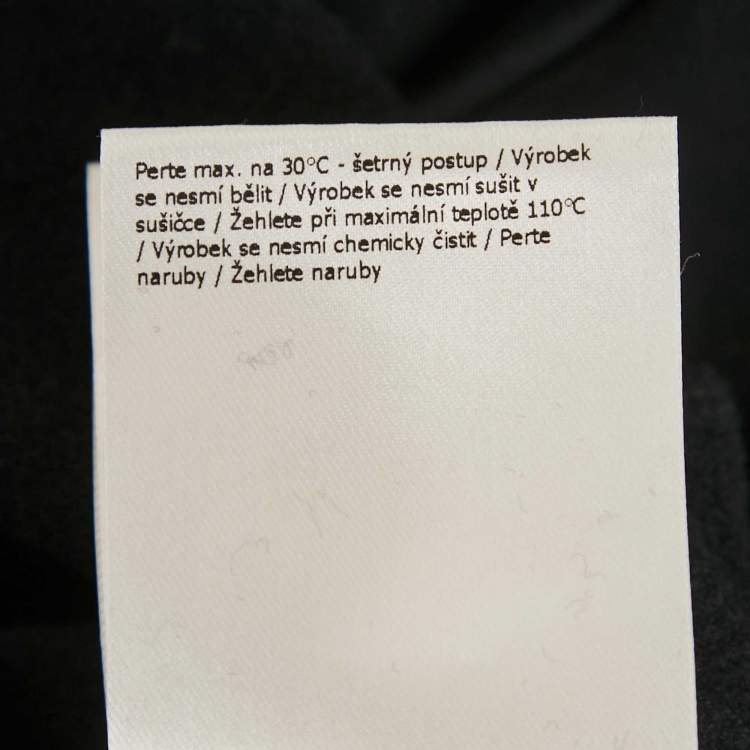 Perte max. na 30°C - šetrný postup / Výrobek
se nesmí bělit / Výrobek se nesmí sušit v
sušičce / Žehlete při maximální teplotě 110°C
/ Výrobek se nesmí chemicky čistit / Perte
naruby / Žehlete naruby